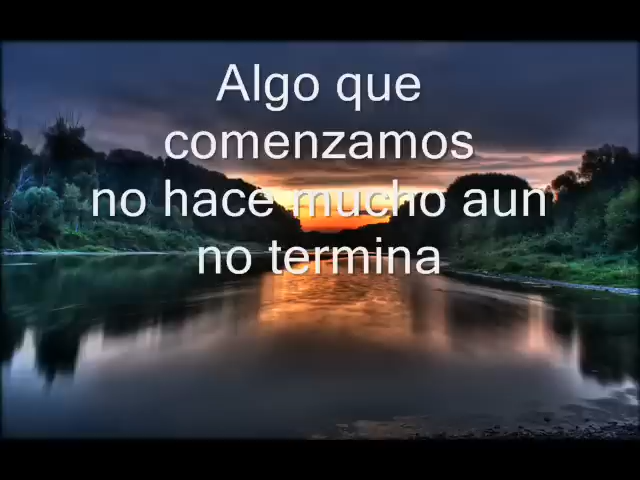 Algo que
comenzamos
no hace mucho aun
no termina